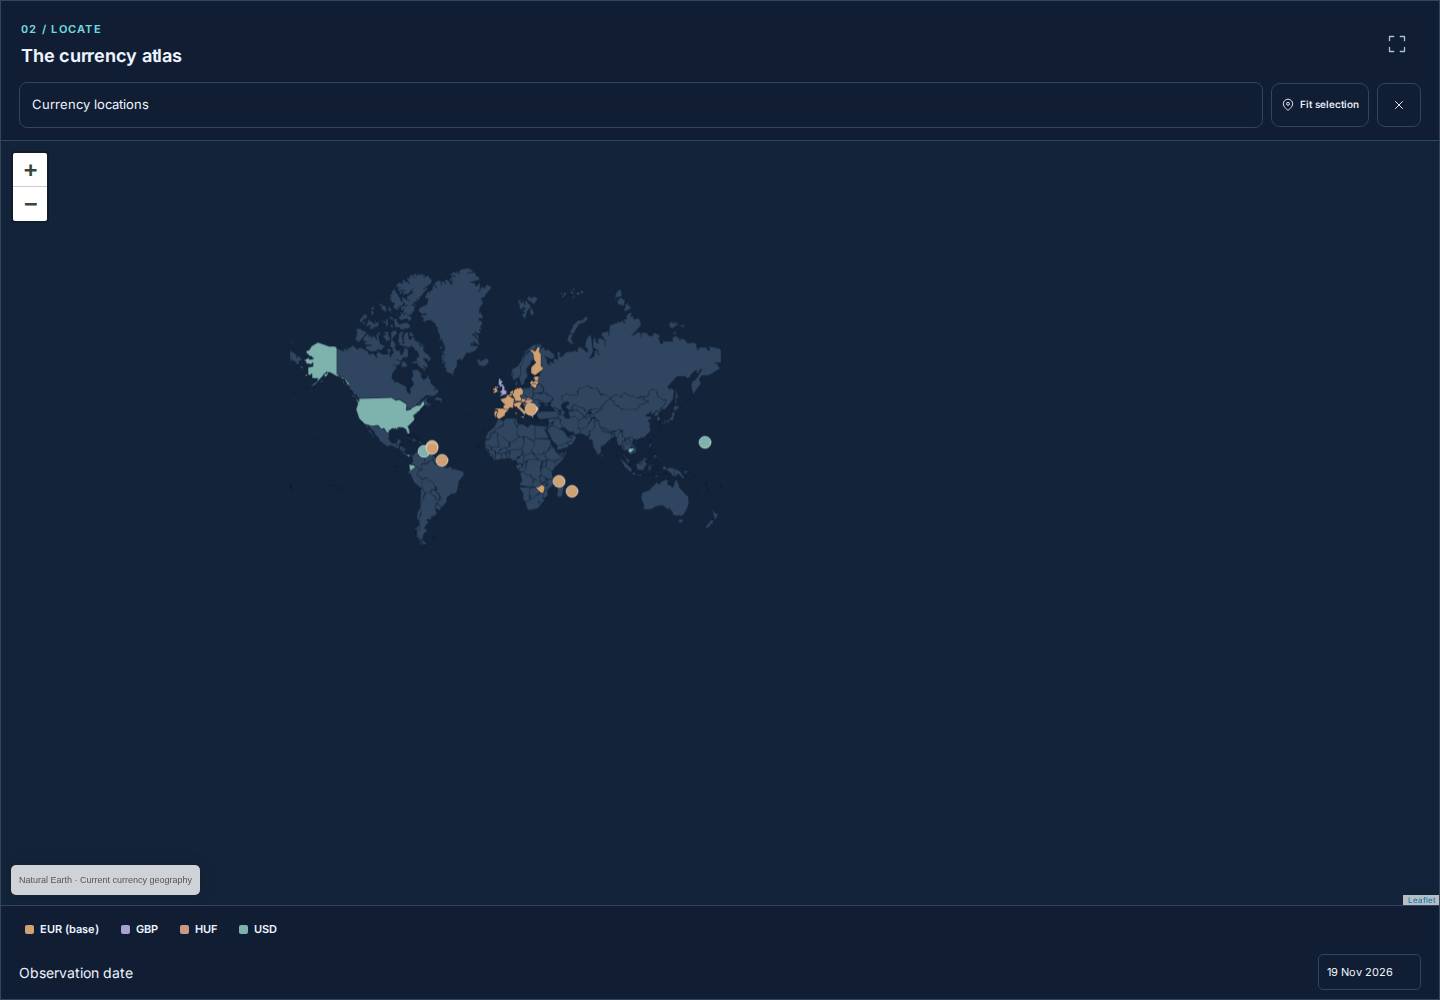 02 / LOCATE
The currency atlas
Currency locations
Fit selection
+
−
Natural Earth · Current currency geography
Leaflet
EUR (base) GBP HUF USD
Observation date
19 Nov 2026